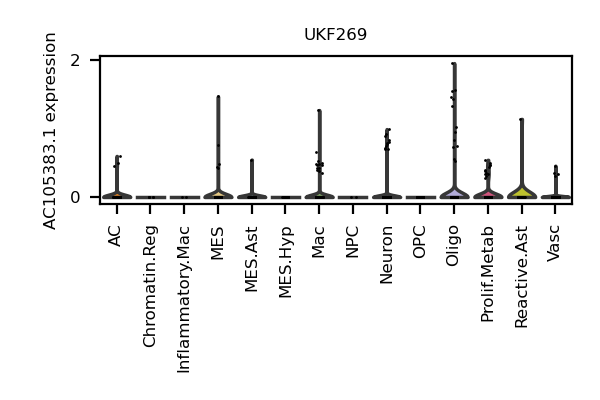 UKF269
AC105383.1 expression
2
0
AC
Chromatin.Reg
Inflammatory.Mac
MES
MES.Ast
MES.Hyp
Mac
NPC
Neuron
OPC
Oligo
Prolif.Metab
Reactive.Ast
Vasc